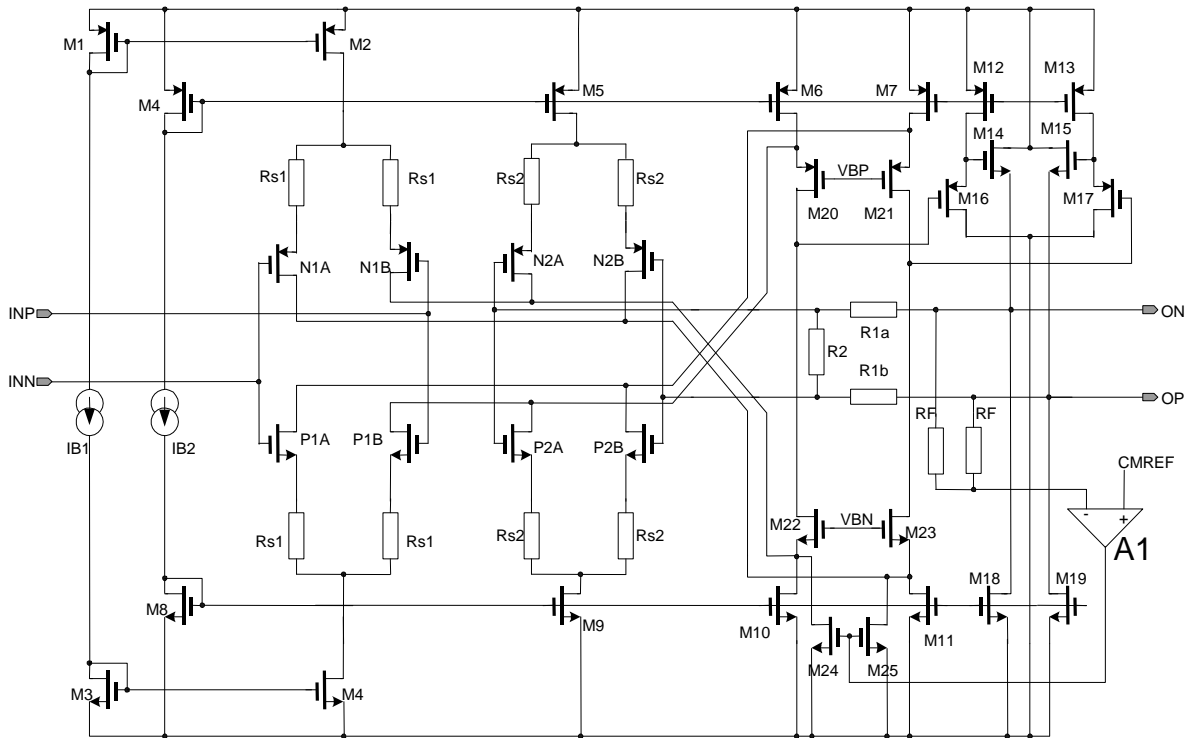 M1
M2
M4
M5
M6
M7
M12
M13
M14
M15
Rs1
Rs1
Rs2
Rs2
VBP
M20
M21
M16
M17
N1A
N1B
N2A
N2B
INP
ON
R1a
R2
INN
R1b
OP
IB1
IB2
P1A
P1B
P2A
P2B
RF
RF
CMREF
- +
A1
Rs1
Rs1
Rs2
Rs2
M22
VBN
M23
M8
M9
M10
M11
M18
M19
M24
M25
M3
M4